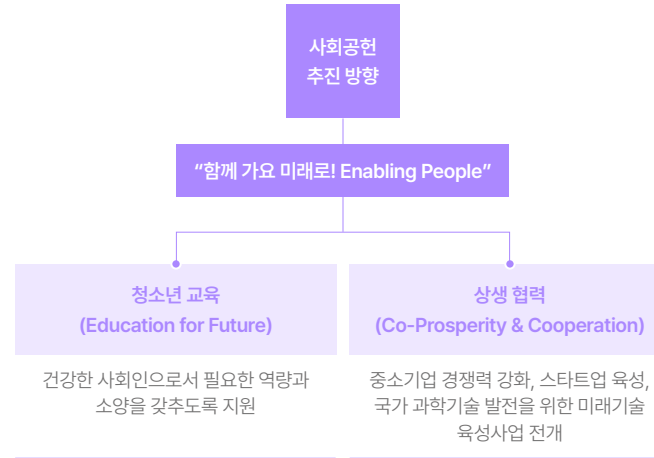 사회공헌
추진 방향
“함께 가요 미래로! Enabling People”
청소년 교육
(Education for Future)
건강한 사회인으로서 필요한 역량과
소양을 갖추도록 지원
상생 협력
(Co-Prosperity & Cooperation)
중소기업 경쟁력 강화, 스타트업 육성,
국가 과학기술 발전을 위한 미래기술
육성사업 전개